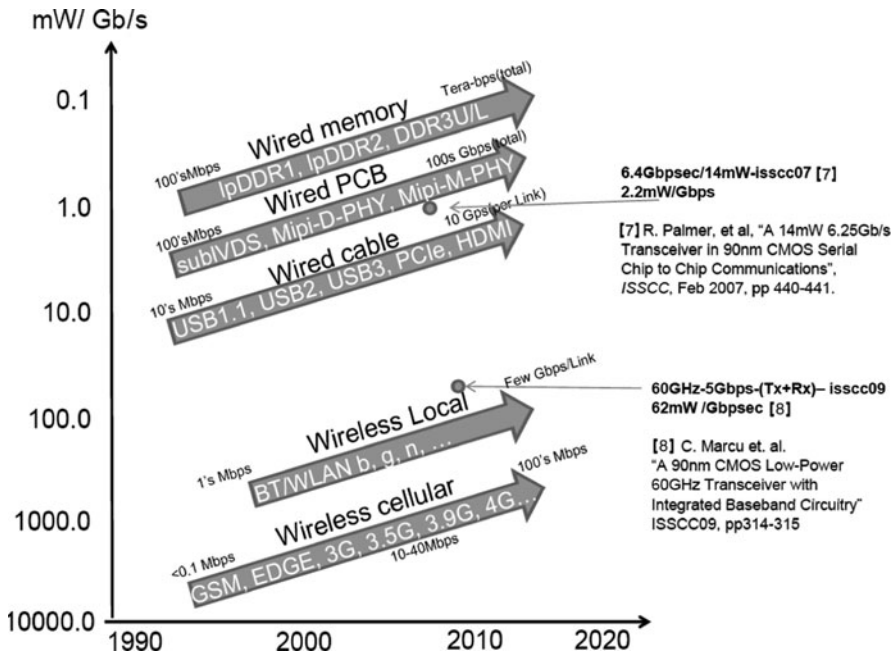 mW/ Gb/s
0.1
1.0
10.0
100.0
1000.0
10000.0
1990
2000
2010
2020
Tera-bps(total)
Wired memory
lpDDR1, lpDDR2, DDR3U/L
100'sMbps
100s Gbps(total)
Wired PCB
sublVDS, Mipi-D-PHY, Mipi-M-PHY
100'sMbps
10 Gps(per Link)
Wired cable
USB1.1, USB2, USB3, PCIe, HDMI
10's Mbps
Few Gbps/Link
Wireless Local
BT/WLAN b, g, n, ...
1's Mbps
100's Mbps
Wireless cellular
GSM, EDGE, 3G, 3.5G, 3.9G, 4G...
<0.1 Mbps
10-40Mbps
6.4Gbpsec/14mW-isscc07 [7]
2.2mW/Gbps
[7] R. Palmer, et al, “A 14mW 6.25Gb/s
Transceiver in 90nm CMOS Serial
Chip to Chip Communications”,
ISSCC, Feb 2007, pp 440-441.
60GHz-5Gbps-(Tx+Rx)– isscc09
62mW /Gbpsec [8]
[8] C. Marcu et. al.
“A 90nm CMOS Low-Power
60GHz Transceiver with
Integrated Baseband Circuitry”
ISSCC09, pp314-315